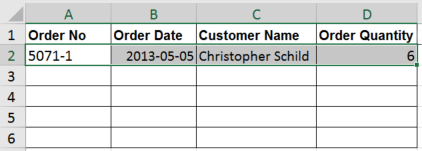 A B C D
1 Order No Order Date Customer Name Order Quantity
2 5071-1 2013-05-05 Christopher Schild 6
3
4
5
6